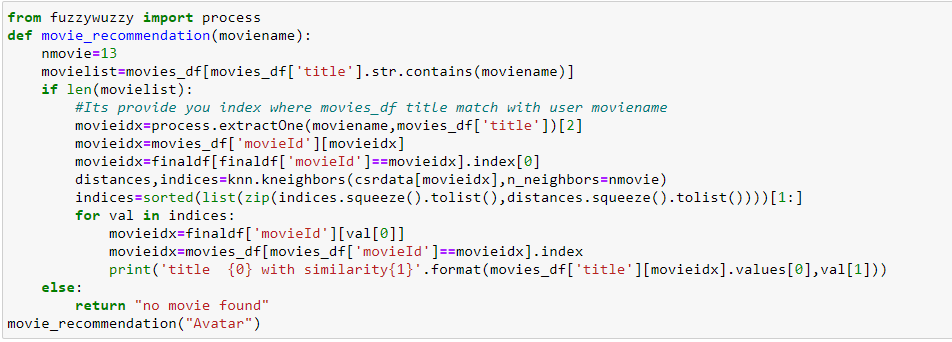 from fuzzywuzzy import process
def movie_recommendation(moviename):
    nmovie=13
    movielist=movies_df[movies_df['title'].str.contains(moviename)]
    if len(movielist):
        #Its provide you index where movies_df title match with user moviename
        movieidx=process.extractOne(moviename,movies_df['title'])[2]
        movieidx=movies_df['movieId'][movieidx]
        movieidx=finaldf[finaldf['movieId']==movieidx].index[0]
        distances,indices=knn.kneighbors(csrdata[movieidx],n_neighbors=nmovie)
        indices=sorted(list(zip(indices.squeeze().tolist(),distances.squeeze().tolist())))[1:]
        for val in indices:
            movieidx=finaldf['movieId'][val[0]]
            movieidx=movies_df[movies_df['movieId']==movieidx].index
            print('title  {0} with similarity{1}'.format(movies_df['title'][movieidx].values[0],val[1]))
    else:
        return "no movie found"
movie_recommendation("Avatar")